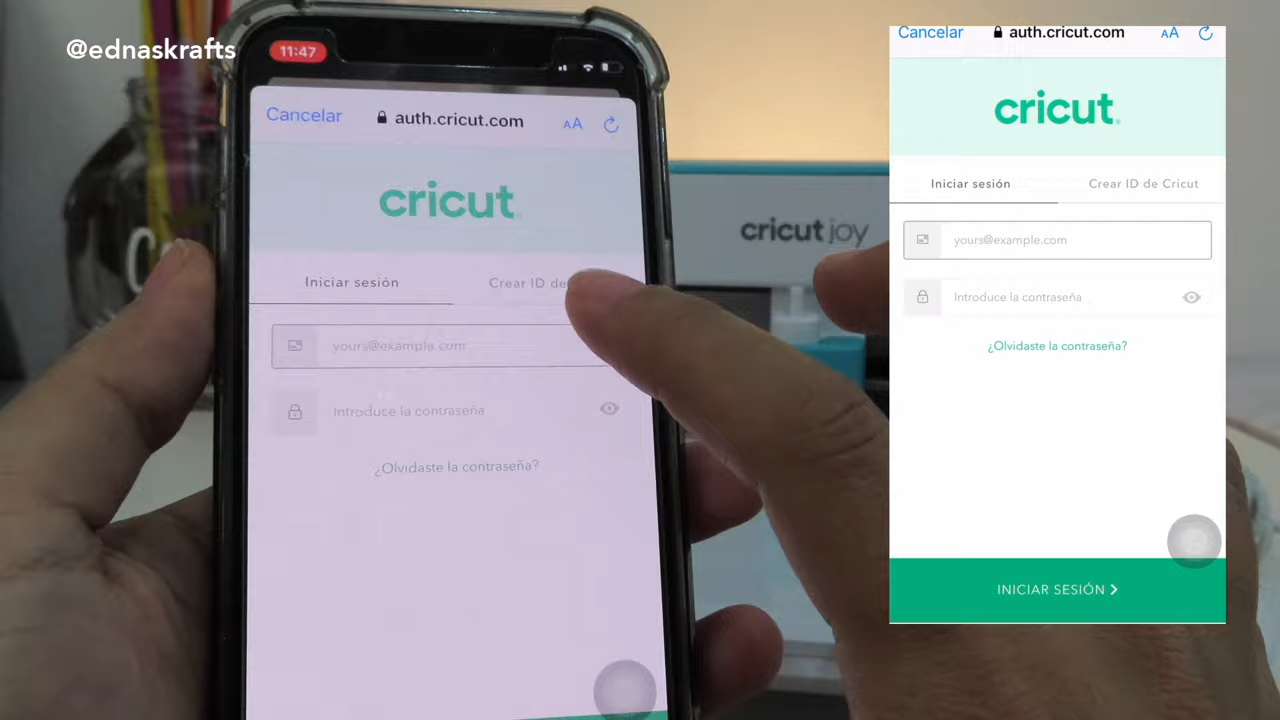 @ednaskrafts
11:47
Cancelar
auth.cricut.com
AA
cricut
Iniciar sesión
Crear ID de
yours@example.com
Introduce la contraseña
¿Olvidaste la contraseña?
cricut joy
Cancelar
auth.cricut.com
AA
cricut
Iniciar sesión
Crear ID de Cricut
yours@example.com
Introduce la contraseña
¿Olvidaste la contraseña?
INICIAR SESIÓN